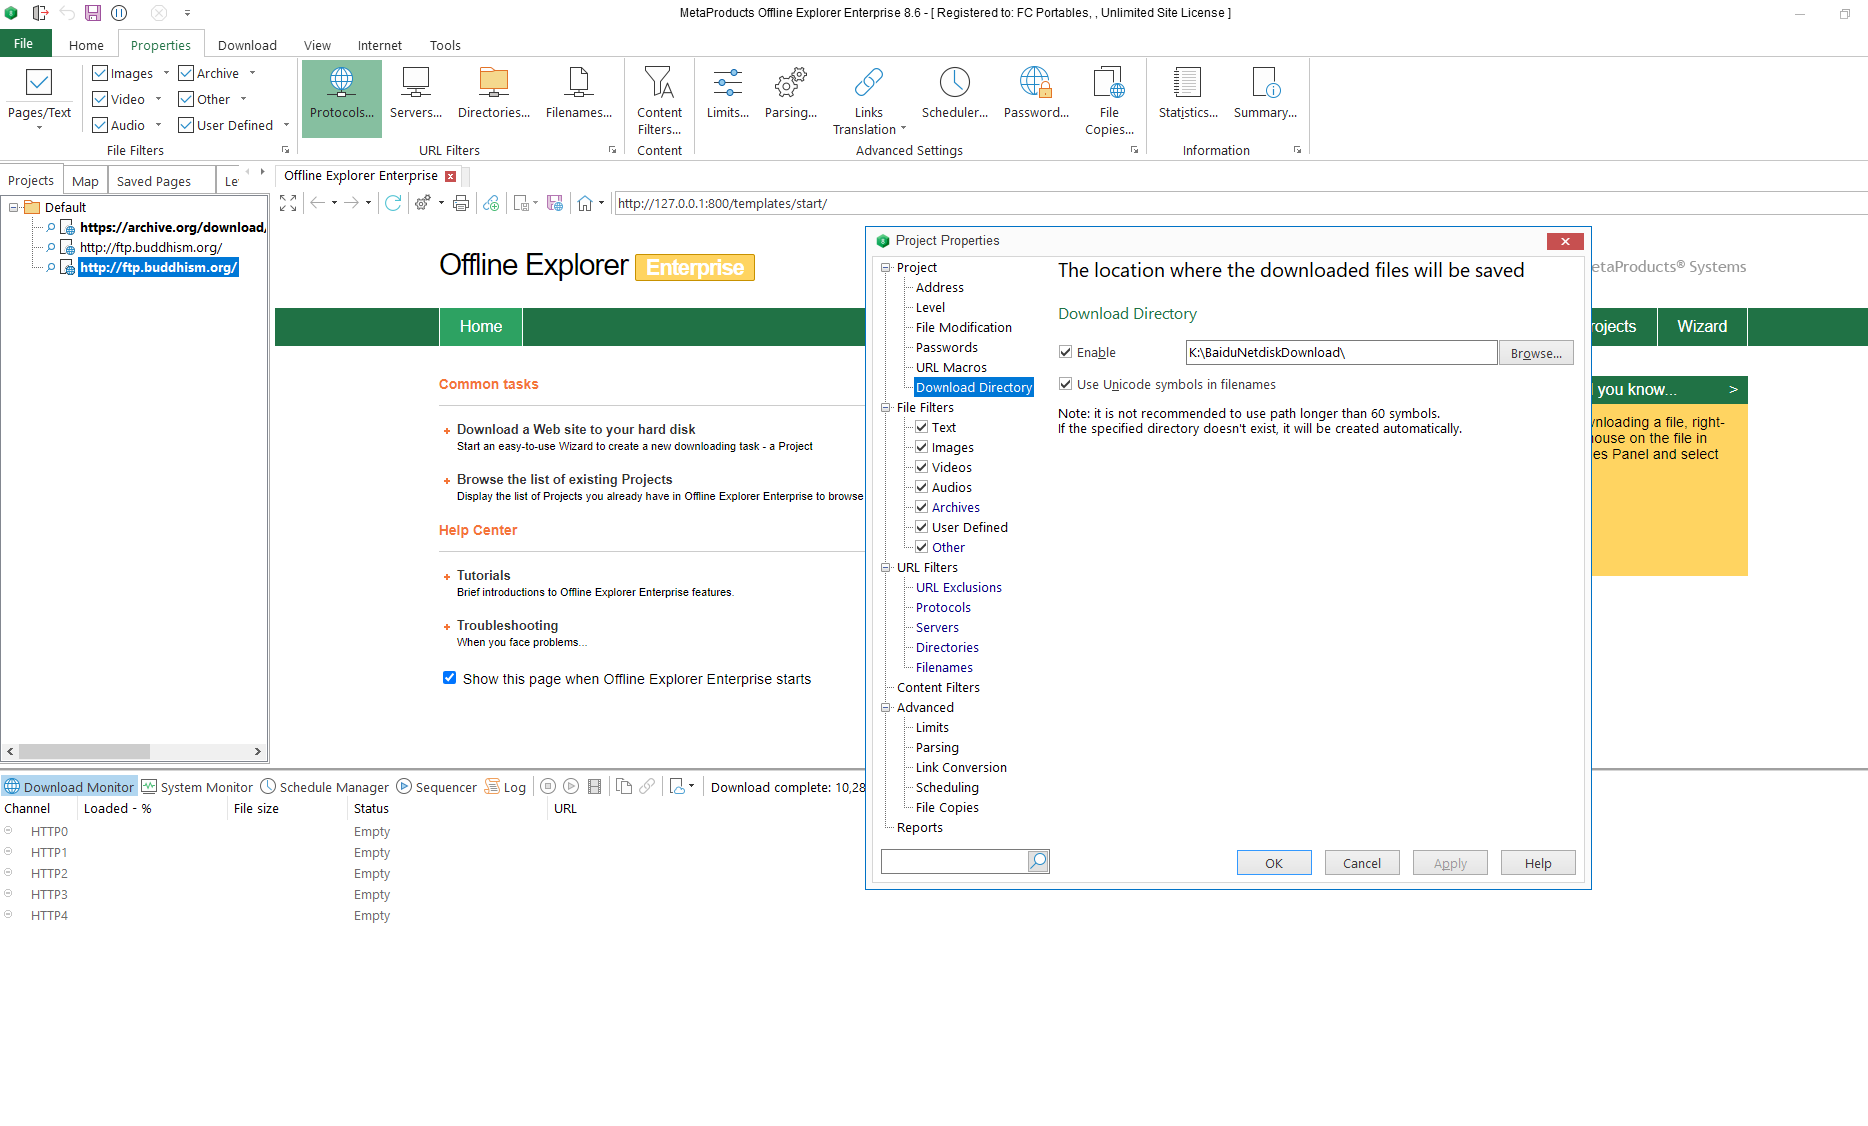 MetaProducts Offline Explorer Enterprise 8.6 - [ Registered to: FC Portables, , Unlimited Site License ]
File Home Properties Download View Internet Tools
Pages/Text
Images Archive
Video Other
Audio User Defined
File Filters
Protocols... Servers... Directories... Filenames...
URL Filters
Content Filters...
Content
Limits... Parsing... Links Translation Scheduler... Password... File Copies...
Advanced Settings
Statistics... Summary...
Information
Projects Map Saved Pages Le
Default
https://archive.org/download/
http://ftp.buddhism.org/
http://ftp.buddhism.org/
Offline Explorer Enterprise
http://127.0.0.1:800/templates/start/
Offline Explorer Enterprise
etaProducts® Systems
Home
rojects Wizard
Common tasks
Download a Web site to your hard disk
Start an easy-to-use Wizard to create a new downloading task - a Project
Browse the list of existing Projects
Display the list of Projects you already have in Offline Explorer Enterprise to browse
Help Center
Tutorials
Brief introductions to Offline Explorer Enterprise features.
Troubleshooting
When you face problems...
Show this page when Offline Explorer Enterprise starts
you know... >
nloading a file, right-
ouse on the file in
es Panel and select
Project Properties
Project
Address
Level
File Modification
Passwords
URL Macros
Download Directory
File Filters
Text
Images
Videos
Audios
Archives
User Defined
Other
URL Filters
URL Exclusions
Protocols
Servers
Directories
Filenames
Content Filters
Advanced
Limits
Parsing
Link Conversion
Scheduling
File Copies
Reports
The location where the downloaded files will be saved
Download Directory
Enable K:\BaiduNetdiskDownload\ Browse...
Use Unicode symbols in filenames
Note: it is not recommended to use path longer than 60 symbols.
If the specified directory doesn't exist, it will be created automatically.
OK Cancel Apply Help
Download Monitor System Monitor Schedule Manager Sequencer Log Download complete: 10,28
Channel Loaded - % File size Status URL
HTTP0 Empty
HTTP1 Empty
HTTP2 Empty
HTTP3 Empty
HTTP4 Empty